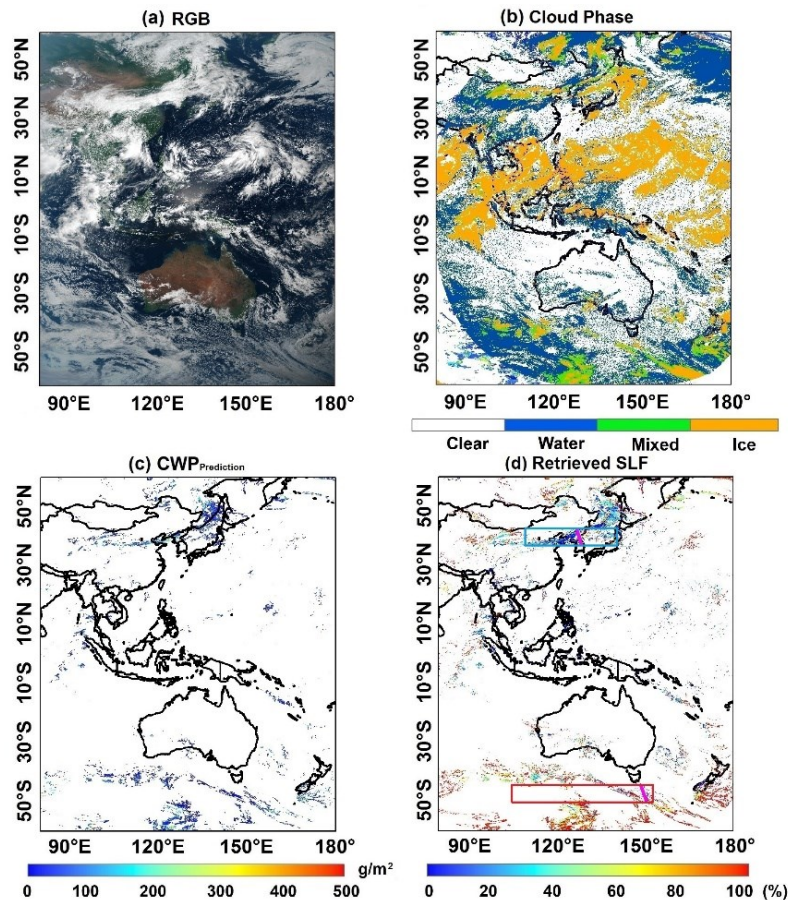 (a) RGB
(b) Cloud Phase
50°N
30°N
10°N
10°S
30°S
50°S
90°E 120°E 150°E 180°
50°N
30°N
10°N
10°S
30°S
50°S
90°E 120°E 150°E 180°
Clear Water Mixed Ice
(c) CWPPrediction
(d) Retrieved SLF
50°N
30°N
10°N
10°S
30°S
50°S
90°E 120°E 150°E 180°
0 100 200 300 400 500 g/m²
50°N
30°N
10°N
10°S
30°S
50°S
90°E 120°E 150°E 180°
0 20 40 60 80 100 (%)